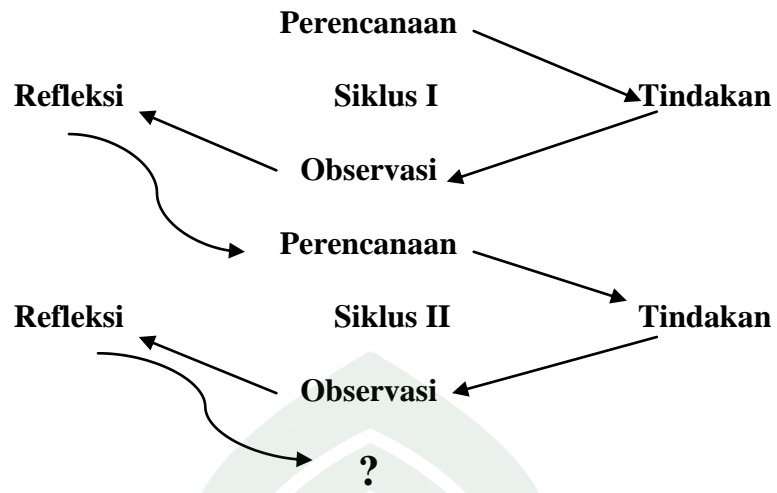 Perencanaan
Refleksi Siklus I Tindakan
Observasi
Perencanaan
Refleksi Siklus II Tindakan
Observasi
?